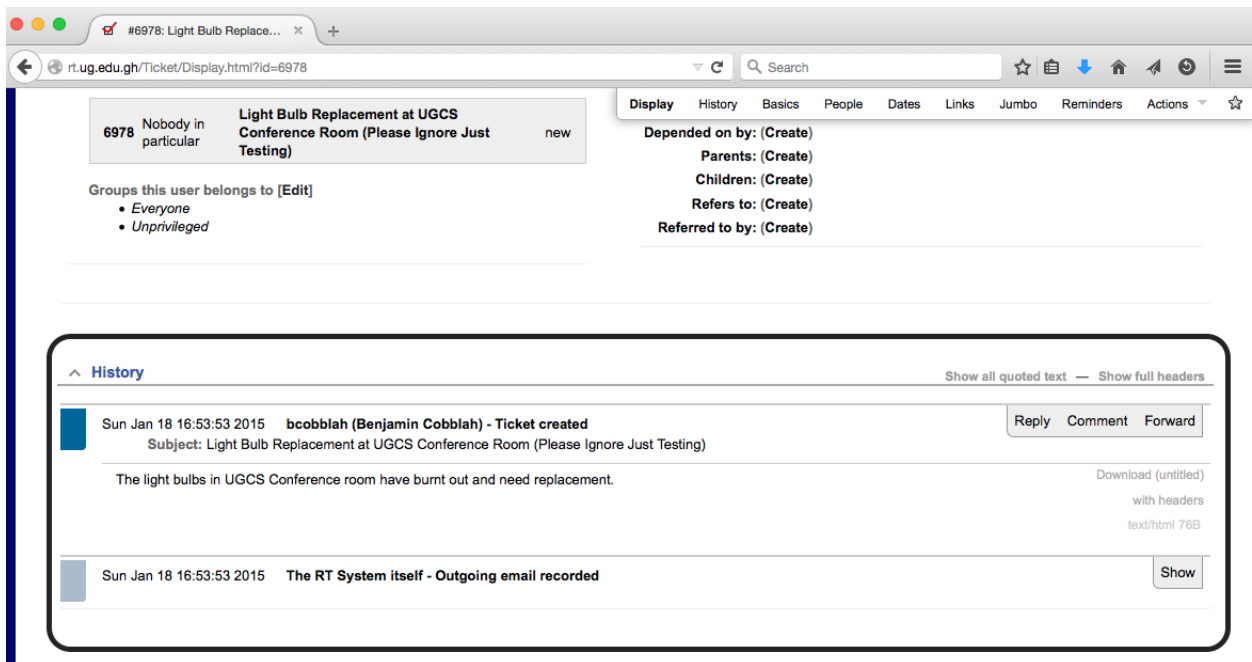 #6978: Light Bulb Replace...
rt.ug.edu.gh/Ticket/Display.html?id=6978
Search
Display History Basics People Dates Links Jumbo Reminders Actions
6978 Nobody in particular Light Bulb Replacement at UGCS Conference Room (Please Ignore Just Testing) new
Groups this user belongs to [Edit]
• Everyone
• Unprivileged
Depended on by: (Create)
Parents: (Create)
Children: (Create)
Refers to: (Create)
Referred to by: (Create)
History
Show all quoted text — Show full headers
Sun Jan 18 16:53:53 2015 bcobblah (Benjamin Cobblah) - Ticket created
Reply Comment Forward
Subject: Light Bulb Replacement at UGCS Conference Room (Please Ignore Just Testing)
The light bulbs in UGCS Conference room have burnt out and need replacement.
Download (untitled)
with headers
text/html 76B
Sun Jan 18 16:53:53 2015 The RT System itself - Outgoing email recorded
Show